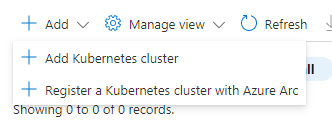 Add Manage view Refresh
Add Kubernetes cluster
Register a Kubernetes cluster with Azure Arc
Showing 0 to 0 of 0 records.